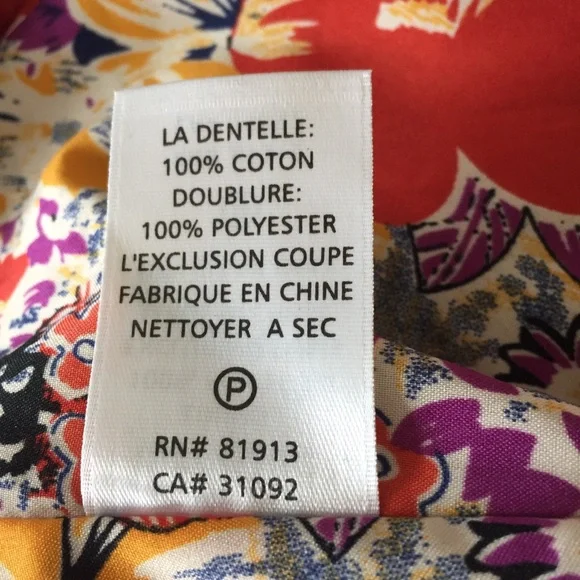 LA DENTELLE:
100% COTON
DOUBLURE:
100% POLYESTER
L'EXCLUSION COUPE
FABRIQUE EN CHINE
NETTOYER A SEC
P
RN# 81913
CA# 31092